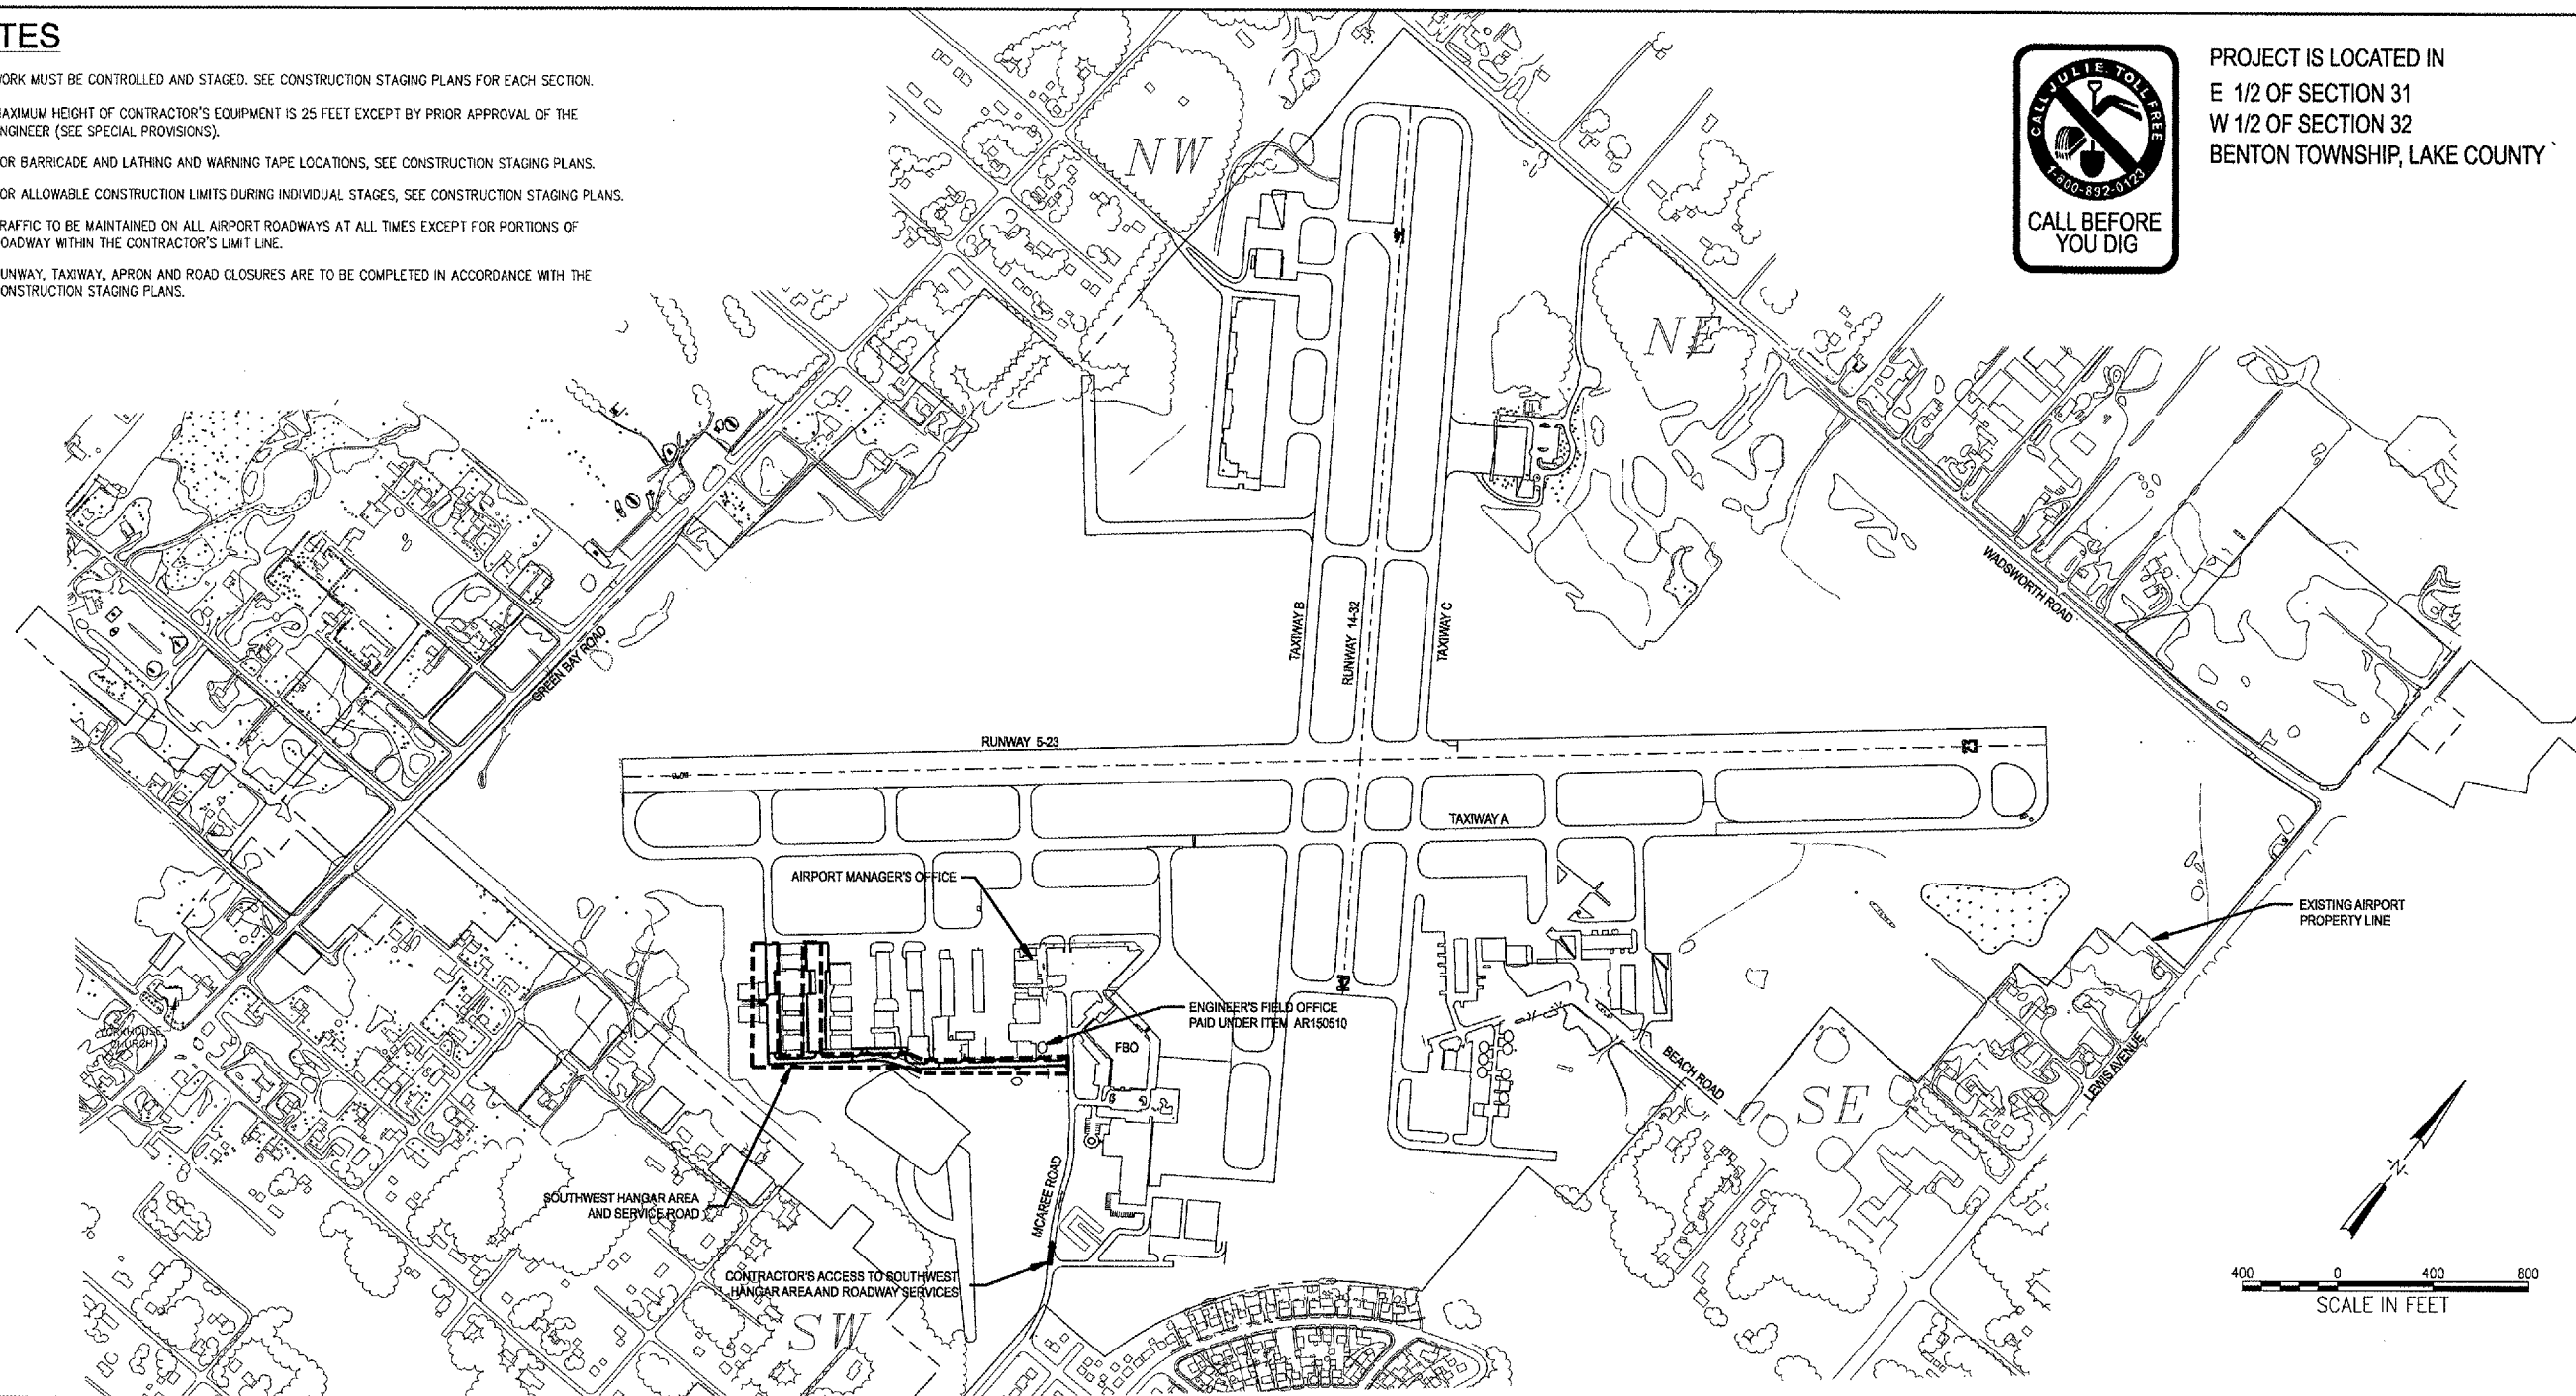 TES
ORK MUST BE CONTROLLED AND STAGED. SEE CONSTRUCTION STAGING PLANS FOR EACH SECTION.
AXIMUM HEIGHT OF CONTRACTOR'S EQUIPMENT IS 25 FEET EXCEPT BY PRIOR APPROVAL OF THE
NGINEER (SEE SPECIAL PROVISIONS).
OR BARRICADE AND LATHING AND WARNING TAPE LOCATIONS, SEE CONSTRUCTION STAGING PLANS.
OR ALLOWABLE CONSTRUCTION LIMITS DURING INDIVIDUAL STAGES, SEE CONSTRUCTION STAGING PLANS.
RAFFIC TO BE MAINTAINED ON ALL AIRPORT ROADWAYS AT ALL TIMES EXCEPT FOR PORTIONS OF
OADWAY WITHIN THE CONTRACTOR'S LIMIT LINE.
UNWAY, TAXIWAY, APRON AND ROAD CLOSURES ARE TO BE COMPLETED IN ACCORDANCE WITH THE
ONSTRUCTION STAGING PLANS.
CALL JULIE TOLL FREE
1-800-892-0123
CALL BEFORE
YOU DIG
PROJECT IS LOCATED IN
E 1/2 OF SECTION 31
W 1/2 OF SECTION 32
BENTON TOWNSHIP, LAKE COUNTY
NW
NE
WADSWORTH ROAD
GREEN BAY ROAD
TAXIWAY B
RUNWAY 14-32
TAXIWAY C
RUNWAY 5-23
23
TAXIWAY A
AIRPORT MANAGER'S OFFICE
EXISTING AIRPORT
PROPERTY LINE
32
ENGINEER'S FIELD OFFICE
PAID UNDER ITEM AR150510
FBO
CHURCH
BEACH ROAD
LEWIS AVENUE
SE
SOUTHWEST HANGAR AREA
AND SERVICE ROAD
MCAREE ROAD
CONTRACTOR'S ACCESS TO SOUTHWEST
HANGAR AREA AND ROADWAY SERVICES
SW
N
400 0 400 800
SCALE IN FEET